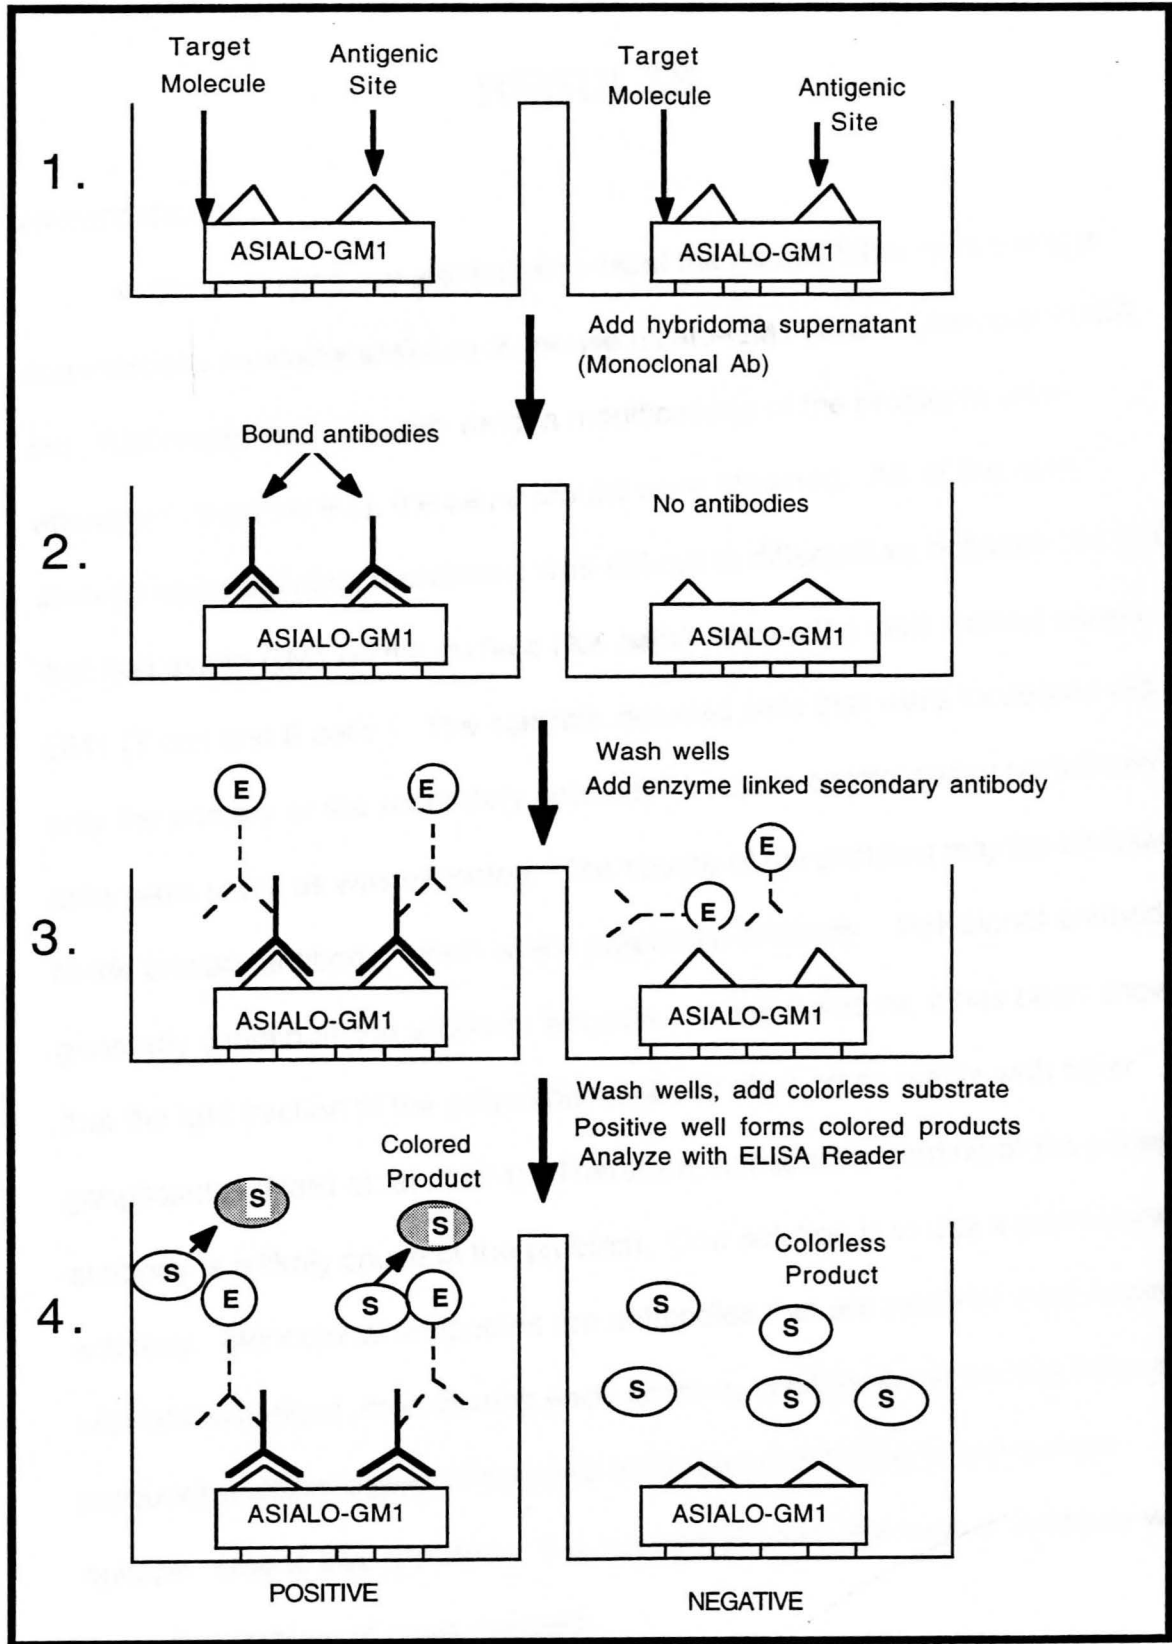 Target
Molecule
Antigenic
Site
Target
Molecule
Antigenic
Site
1.
ASIALO-GM1
ASIALO-GM1
Add hybridoma supernatant
(Monoclonal Ab)
Bound antibodies
No antibodies
2.
ASIALO-GM1
ASIALO-GM1
Wash wells
Add enzyme linked secondary antibody
E
E
E
E
3.
ASIALO-GM1
ASIALO-GM1
Wash wells, add colorless substrate
Positive well forms colored products
Analyze with ELISA Reader
Colored
Product
S
S
Colorless
Product
S
E
S
E
S
S
S
S
S
4.
ASIALO-GM1
ASIALO-GM1
POSITIVE
NEGATIVE